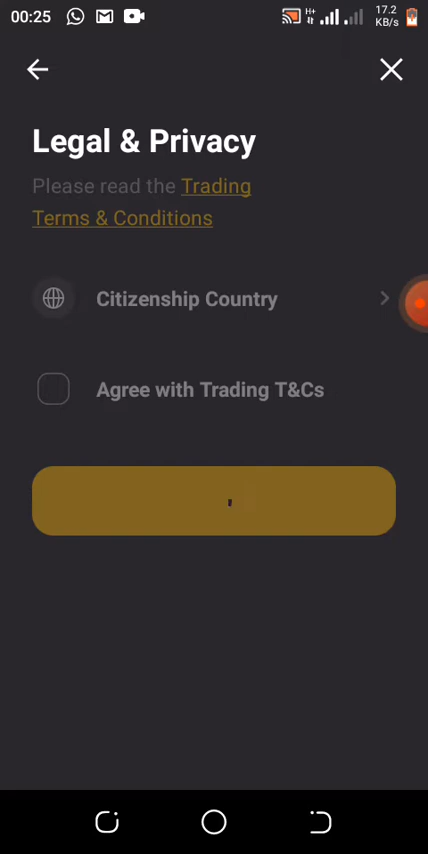 00:25
H+
17.2
KB/s
Legal & Privacy
Please read the Trading
Terms & Conditions
Citizenship Country
Agree with Trading T&Cs